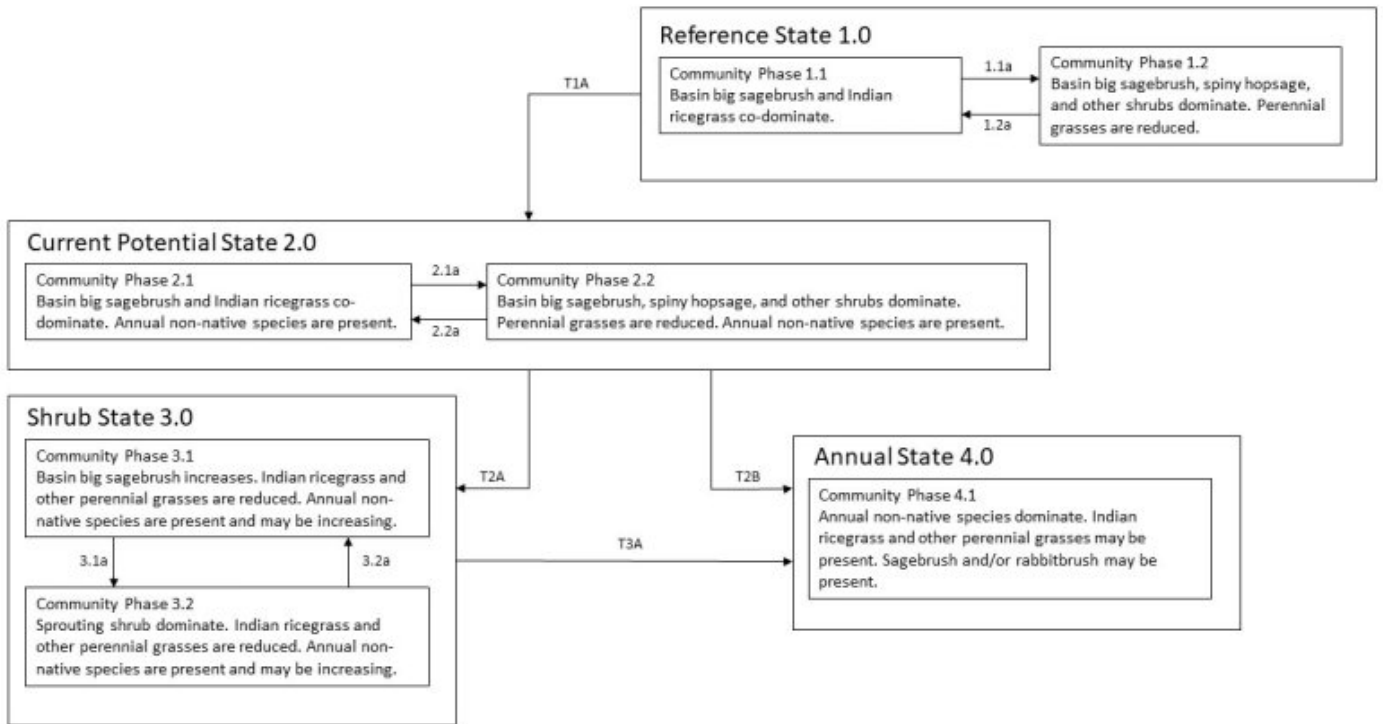 Reference State 1.0
Community Phase 1.1
Basin big sagebrush and Indian
ricegrass co-dominate.
1.1a
1.2a
Community Phase 1.2
Basin big sagebrush, spiny hopsage,
and other shrubs dominate. Perennial
grasses are reduced.
T1A
Current Potential State 2.0
Community Phase 2.1
Basin big sagebrush and Indian ricegrass co-
dominate. Annual non-native species are present.
2.1a
2.2a
Community Phase 2.2
Basin big sagebrush, spiny hopsage, and other shrubs dominate.
Perennial grasses are reduced. Annual non-native species are present.
T2A
T2B
Shrub State 3.0
Community Phase 3.1
Basin big sagebrush increases. Indian ricegrass and
other perennial grasses are reduced. Annual non-
native species are present and may be increasing.
3.1a
3.2a
Community Phase 3.2
Sprouting shrub dominate. Indian ricegrass and
other perennial grasses are reduced. Annual non-
native species are present and may be increasing.
T3A
Annual State 4.0
Community Phase 4.1
Annual non-native species dominate. Indian
ricegrass and other perennial grasses may be
present. Sagebrush and/or rabbitbrush may be
present.